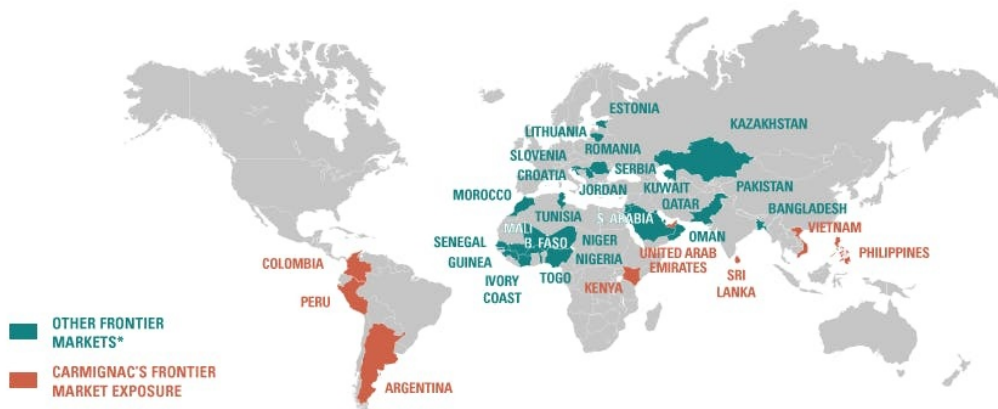 ESTONIA
KAZAKHSTAN
LITHUANIA
ROMANIA
SLOVENIA
SERBIA
CROATIA
JORDAN
KUWAIT
PAKISTAN
MOROCCO
QATAR
TUNISIA
S. ARABIA
BANGLADESH
MALI
VIETNAM
OMAN
SENEGAL
B. FASO
NIGER
UNITED ARAB
EMIRATES
PHILIPPINES
COLOMBIA
GUINEA
NIGERIA
IVORY
COAST
TOGO
KENYA
SRI
LANKA
PERU
OTHER FRONTIER
MARKETS*
CARMIGNAC'S FRONTIER
MARKET EXPOSURE
ARGENTINA